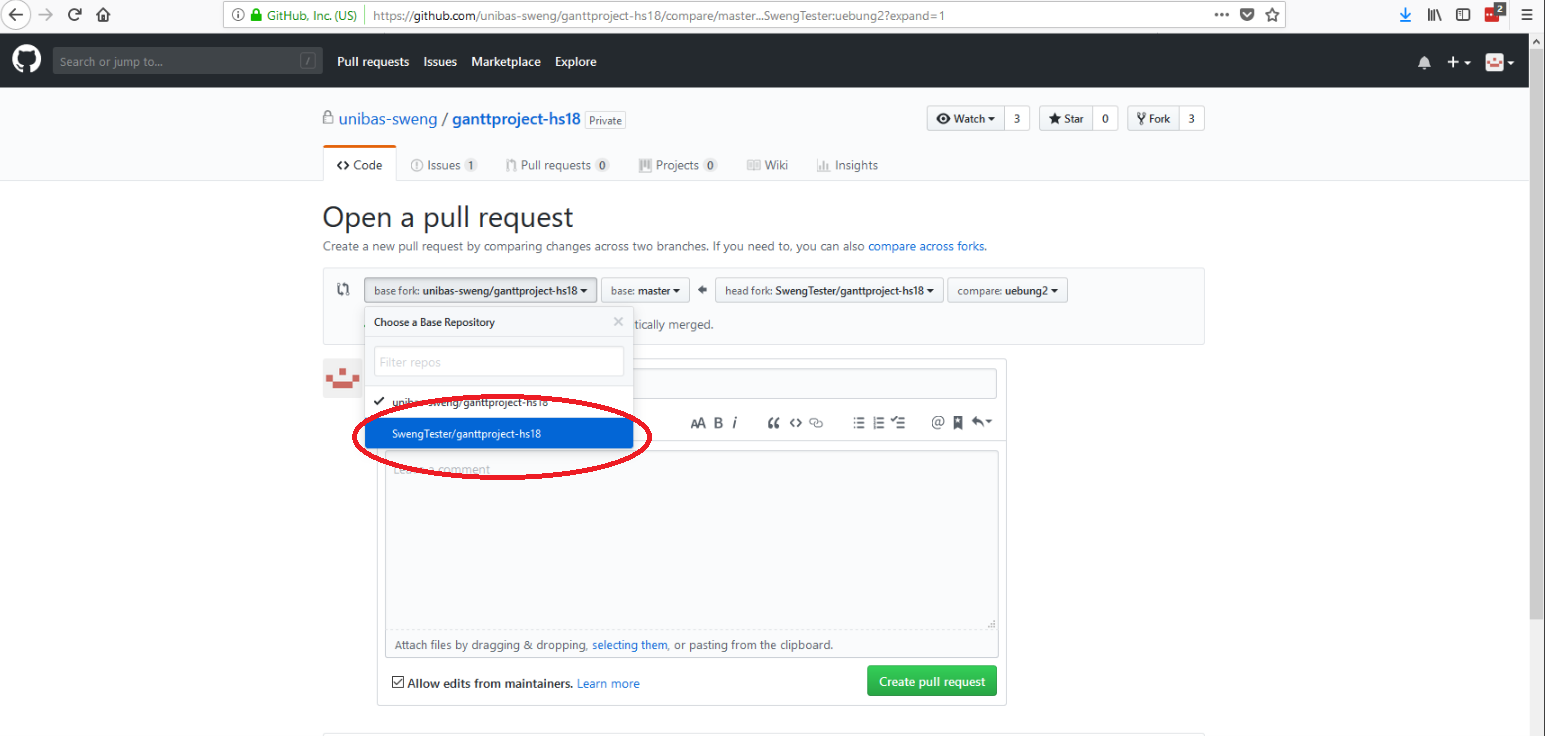 GitHub, Inc. (US) https://github.com/unibas-sweng/ganttproject-hs18/compare/master...SwengTester:uebung2?expand=1 2
Search or jump to... / Pull requests Issues Marketplace Explore
unibas-sweng / ganttproject-hs18 Private Watch 3 Star 0 Fork 3
Code Issues 1 Pull requests 0 Projects 0 Wiki Insights
Open a pull request
Create a new pull request by comparing changes across two branches. If you need to, you can also compare across forks.
base fork: unibas-sweng/ganttproject-hs18 base: master head fork: SwengTester/ganttproject-hs18 compare: uebung2
Choose a Base Repository
tically merged.
Filter repos
unibas-sweng/ganttproject-hs18
AA B i
SwengTester/ganttproject-hs18
Leave a comment
Attach files by dragging & dropping, selecting them, or pasting from the clipboard.
Allow edits from maintainers. Learn more
Create pull request